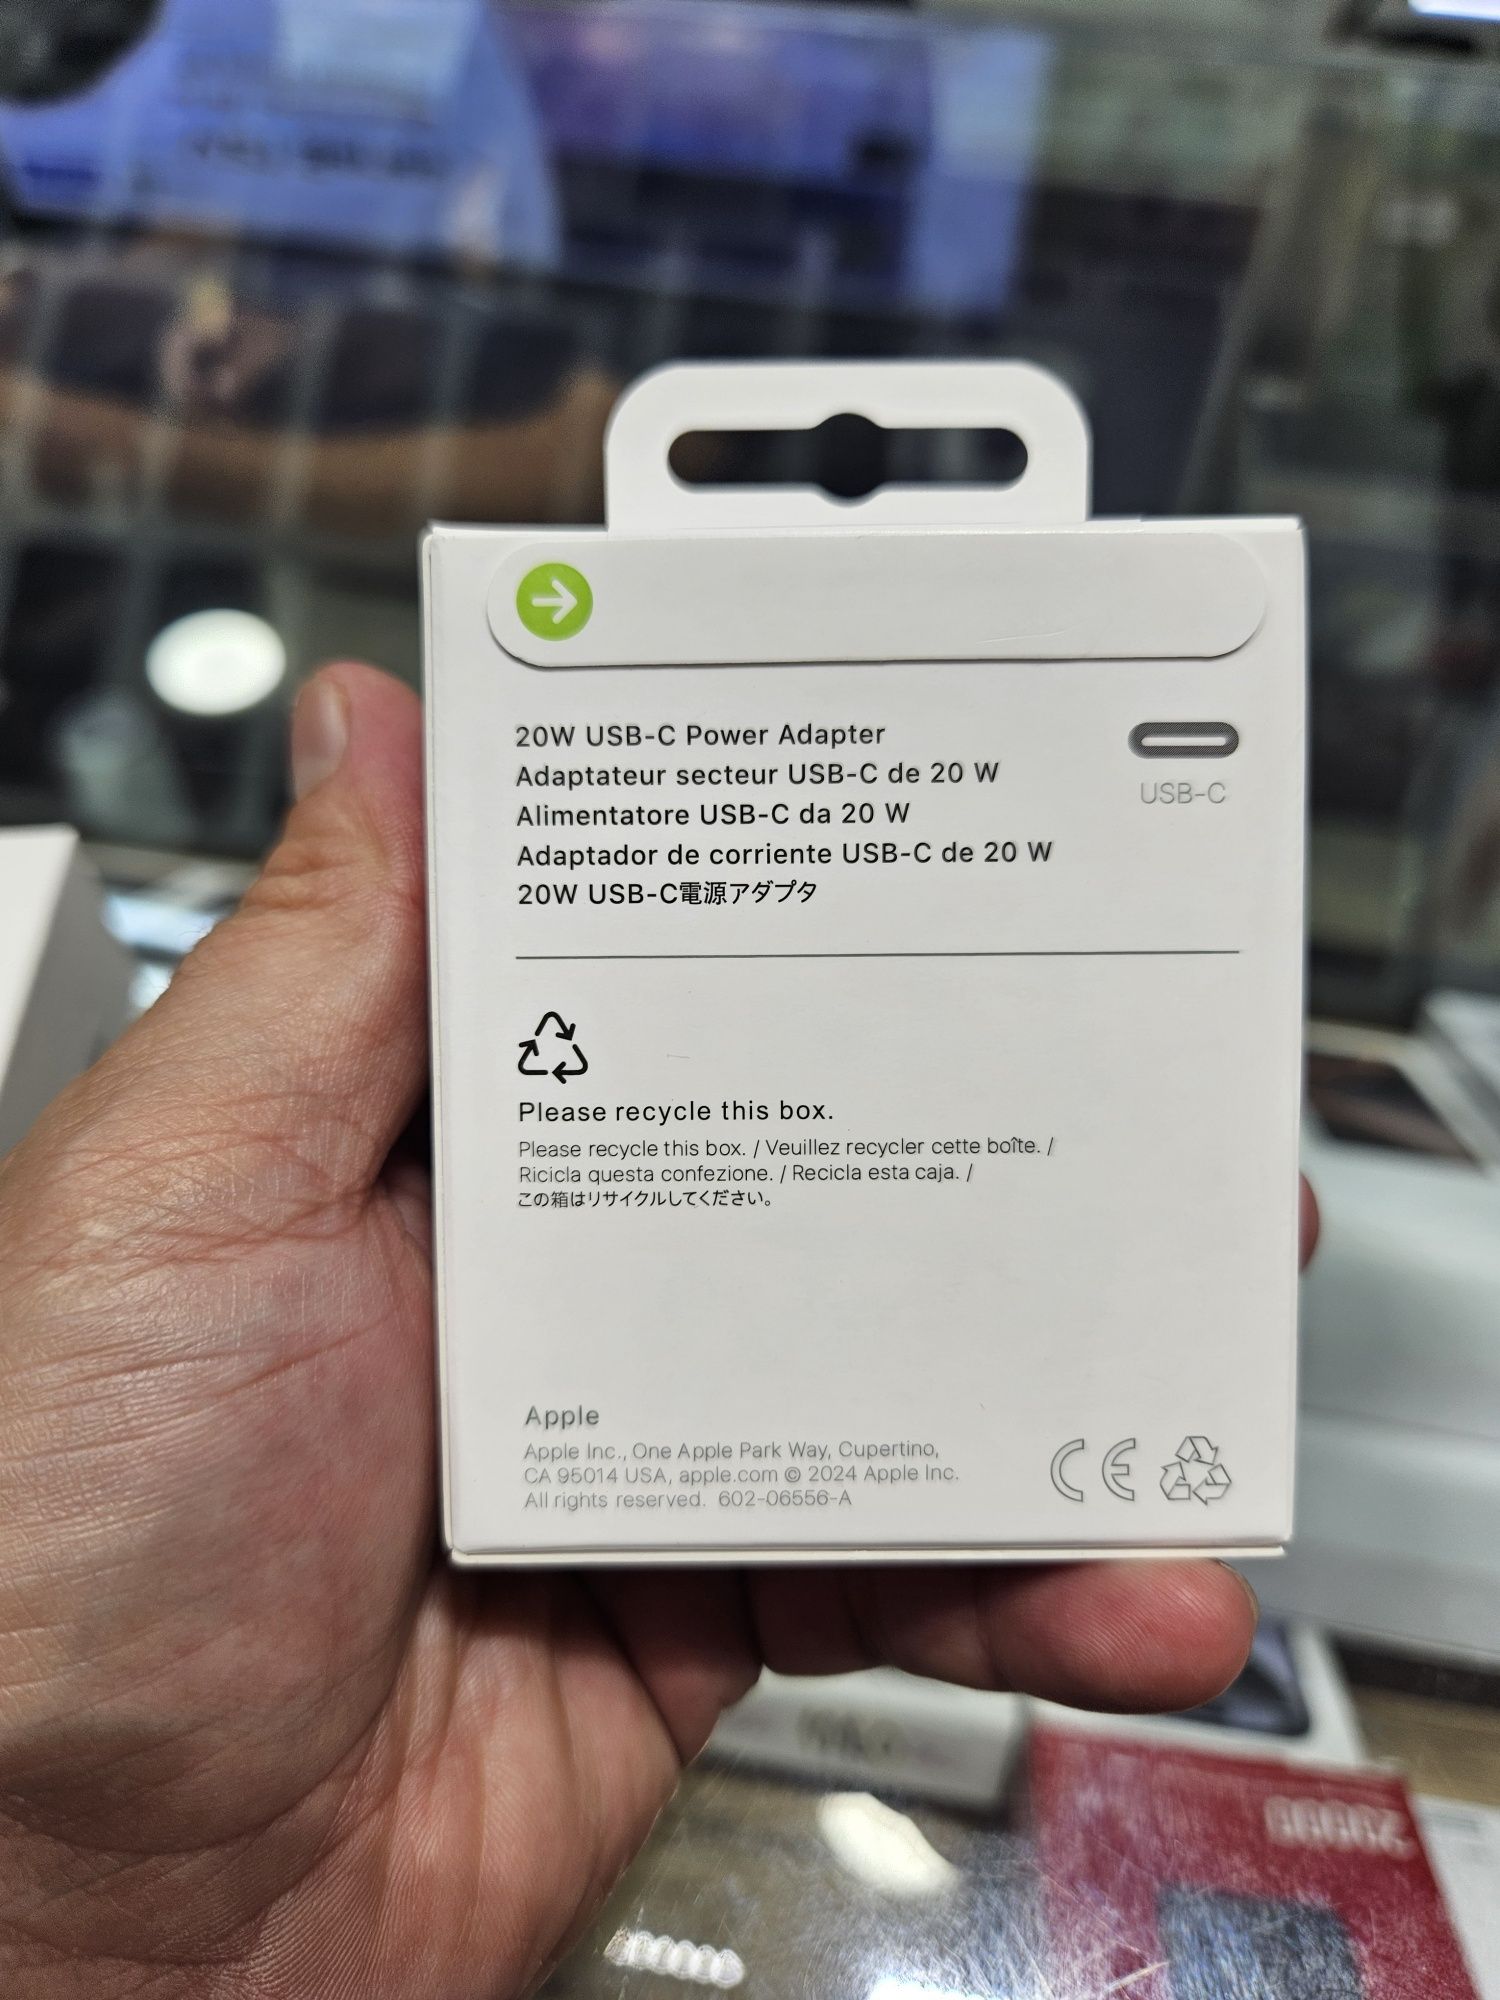 20W USB-C Power Adapter
Adaptateur secteur USB-C de 20 W
Alimentatore USB-C da 20 W
Adaptador de corriente USB-C de 20 W
20W USB-C電源アダプタ
USB-C
Please recycle this box.
Please recycle this box. / Veuillez recycler cette boîte. /
Ricicla questa confezione. / Recicla esta caja. /
この箱はリサイクルしてください。
Apple
Apple Inc., One Apple Park Way, Cupertino,
CA 95014 USA, apple.com © 2024 Apple Inc.
All rights reserved. 602-06556-A
CE